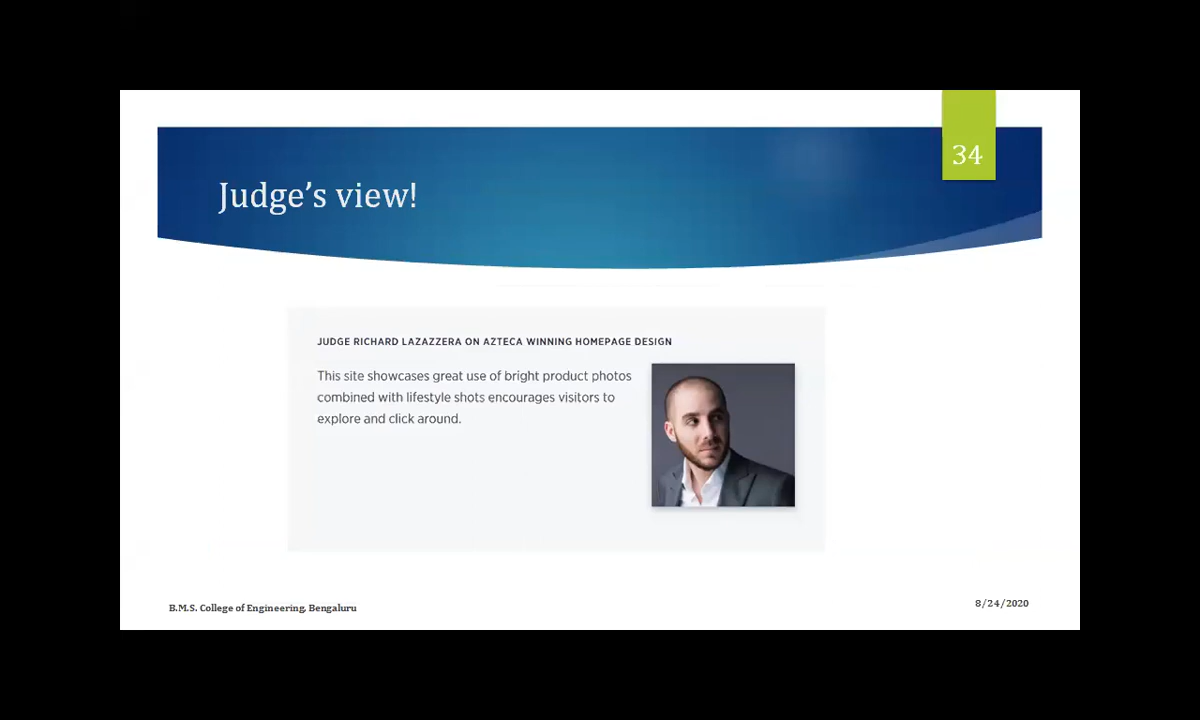 34
Judge’s view!
JUDGE RICHARD LAZAZZERA ON AZTECA WINNING HOMEPAGE DESIGN
This site showcases great use of bright product photos
combined with lifestyle shots encourages visitors to
explore and click around.
B.M.S. College of Engineering, Bengaluru
8/24/2020